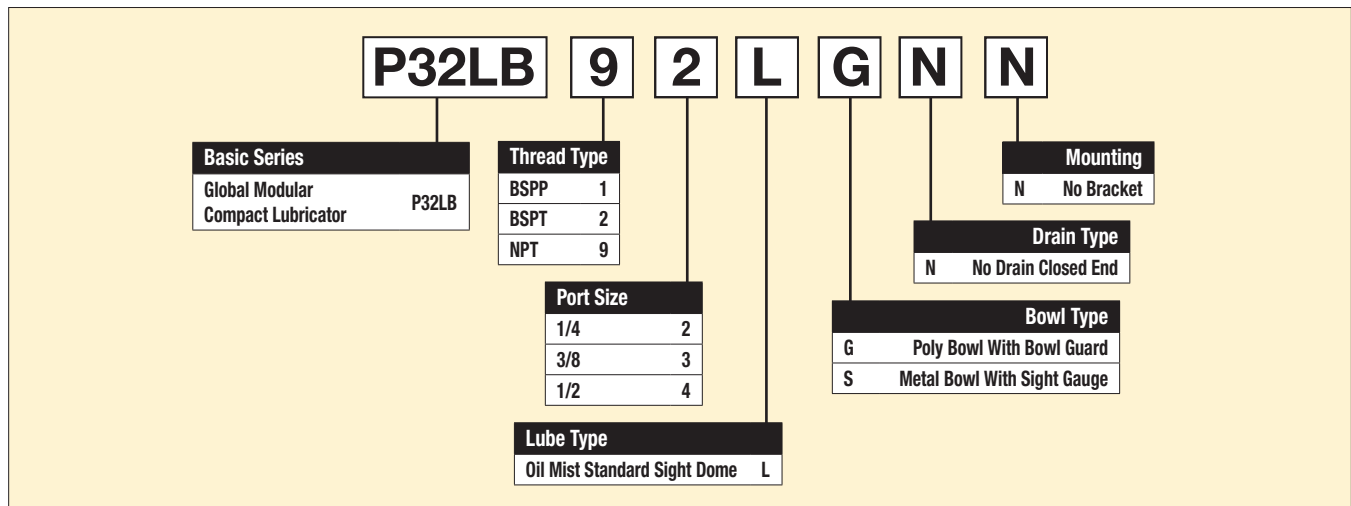 P32LB 9 2 L G N N
Basic Series
Global Modular
Compact Lubricator P32LB
Thread Type
BSPP 1
BSPT 2
NPT 9
Port Size
1/4 2
3/8 3
1/2 4
Lube Type
Oil Mist Standard Sight Dome L
Mounting
N No Bracket
Drain Type
N No Drain Closed End
Bowl Type
G Poly Bowl With Bowl Guard
S Metal Bowl With Sight Gauge